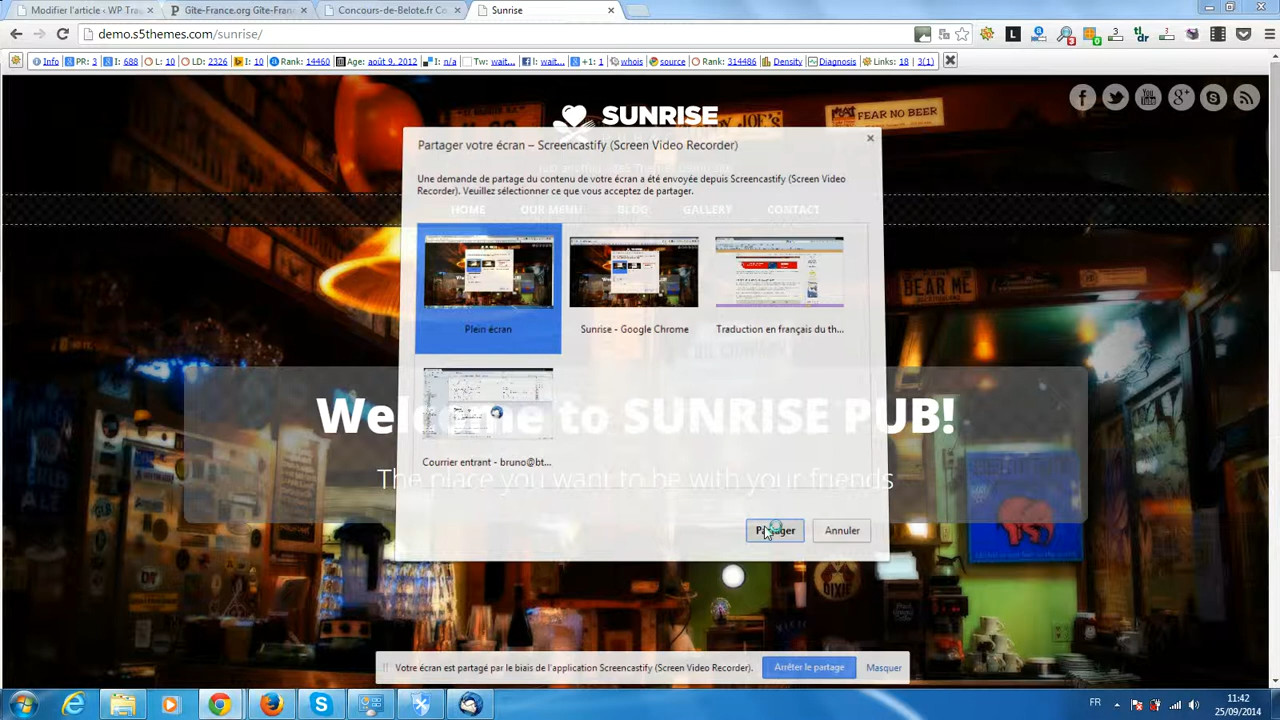 Modifier l'article ‹ WP Tra
Gîte-France.org Gîte-Fran
Concours-de-Belote.fr Co
Sunrise
demo.s5themes.com/sunrise/
Info PR: 3 I: 688 L: 10 LD: 2326 I: 10 Rank: 14460 Age: août 9, 2012 I: n/a Tw: wait... l: wait... +1: 1 whois source Rank: 314486 Density Diagnosis Links: 18 | 3(1)
SUNRISE
JOE'S
FEAR NO BEER
Partager votre écran – Screencastify (Screen Video Recorder)
Une demande de partage du contenu de votre écran a été envoyée depuis Screencastify (Screen Video
Recorder). Veuillez sélectionner ce que vous acceptez de partager.
HOME OUR MENU BLOG GALLERY CONTACT
BEAR ME
Plein écran
Sunrise - Google Chrome
Traduction en français du th...
Welcome to SUNRISE PUB!
Courrier entrant - bruno@bt...
The place you want to be with your friends
Partager
Annuler
DIXIE
Votre écran est partagé par le biais de l'application Screencastify (Screen Video Recorder).
Arrêter le partage
Masquer
FR
11:42
25/09/2014